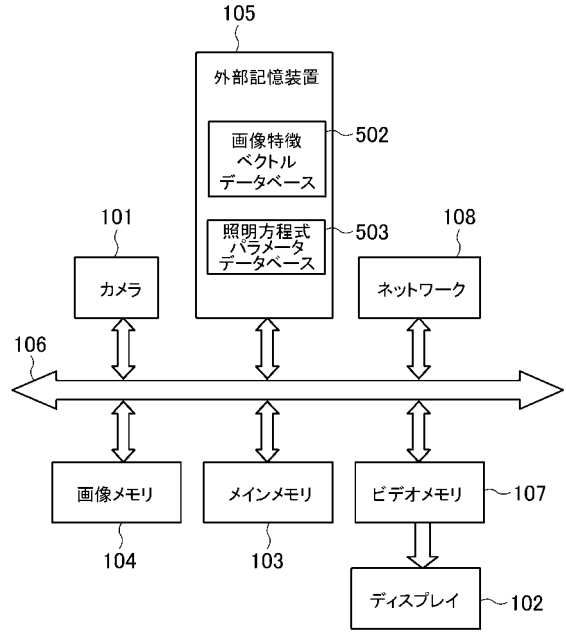 105
外部記憶装置
502
画像特徴
ベクトル
データベース
503
照明方程式
パラメータ
データベース
101
カメラ
108
ネットワーク
106
画像メモリ
104
メインメモリ
103
ビデオメモリ
107
ディスプレイ
102